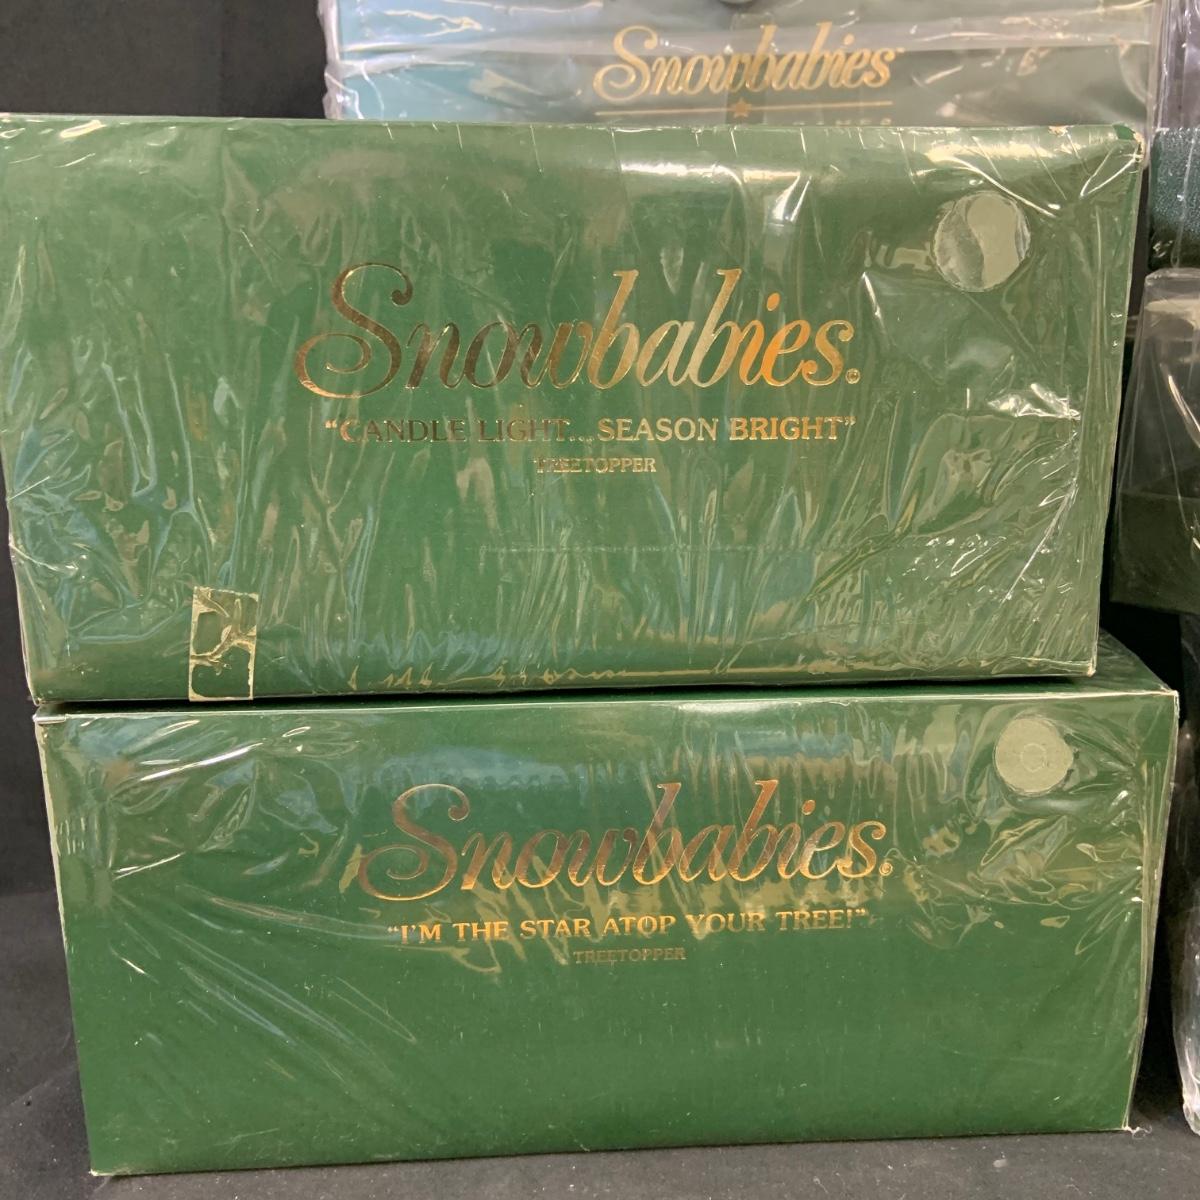 Snowbabies
Snowbabies®
"CANDLE LIGHT...SEASON BRIGHT"
TREETOPPER
Snowbabies®
"I'M THE STAR ATOP YOUR TREE!"
TREETOPPER